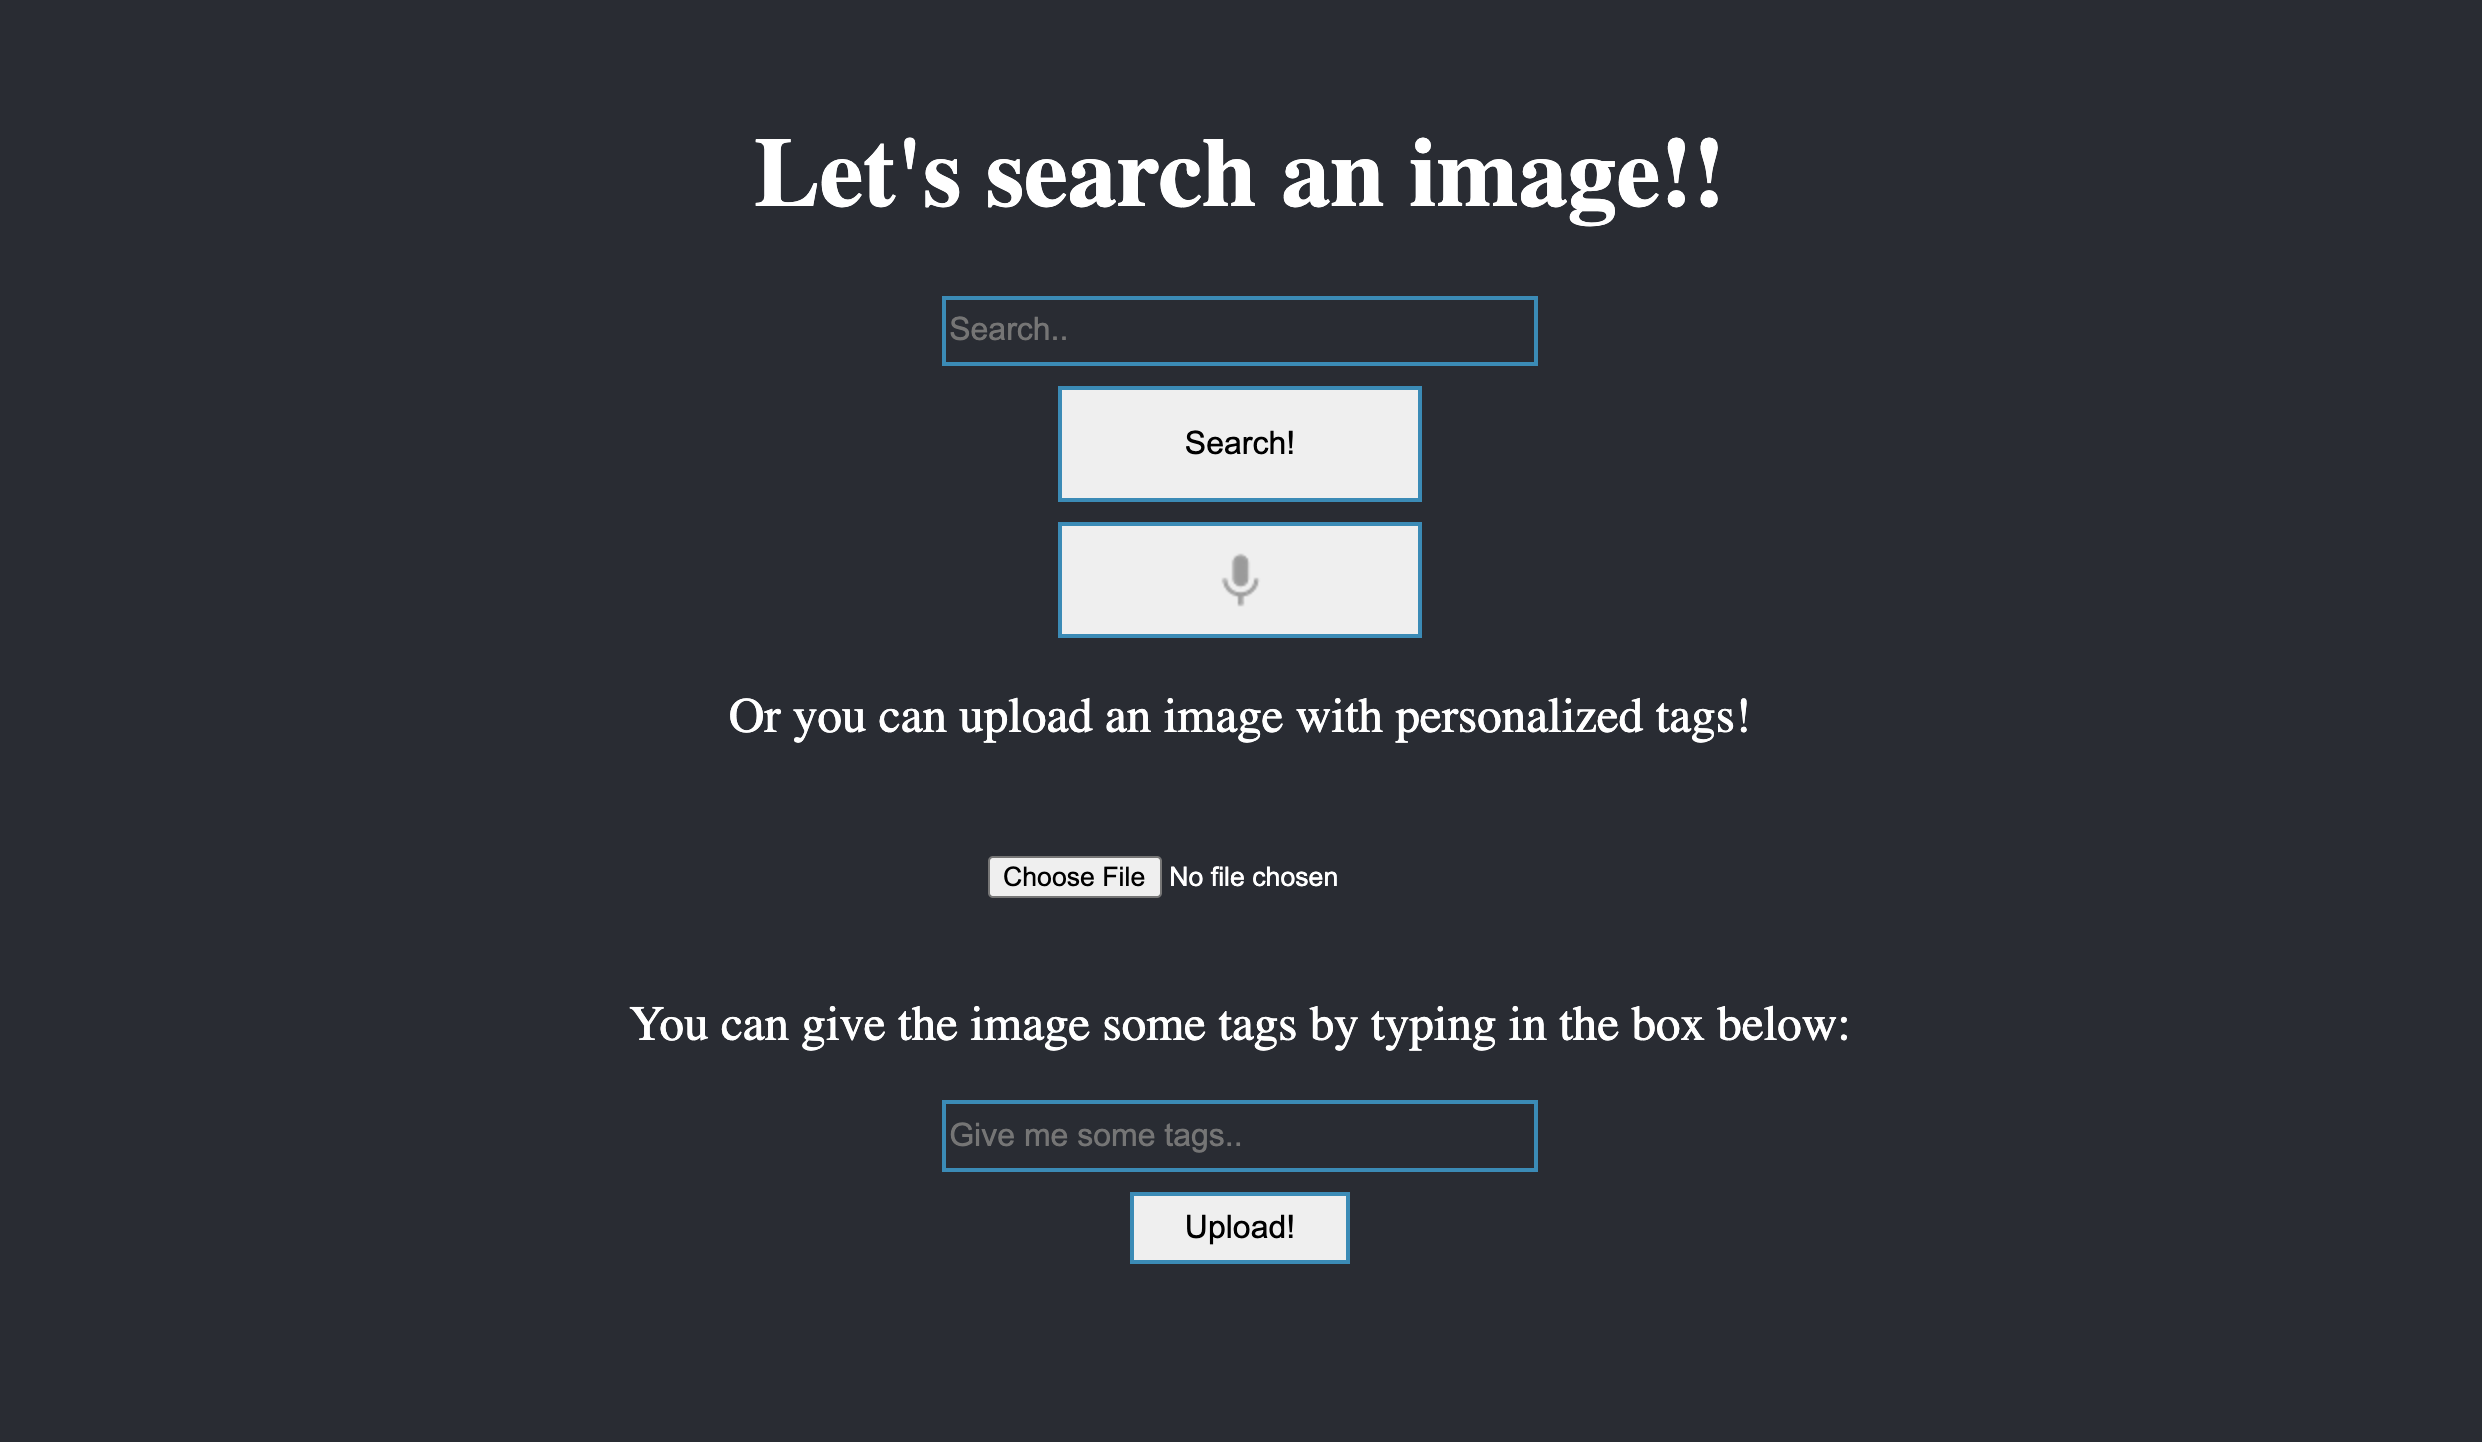 Let's search an image!!
Search..
Search!
Or you can upload an image with personalized tags!
Choose File No file chosen
You can give the image some tags by typing in the box below:
Give me some tags..
Upload!